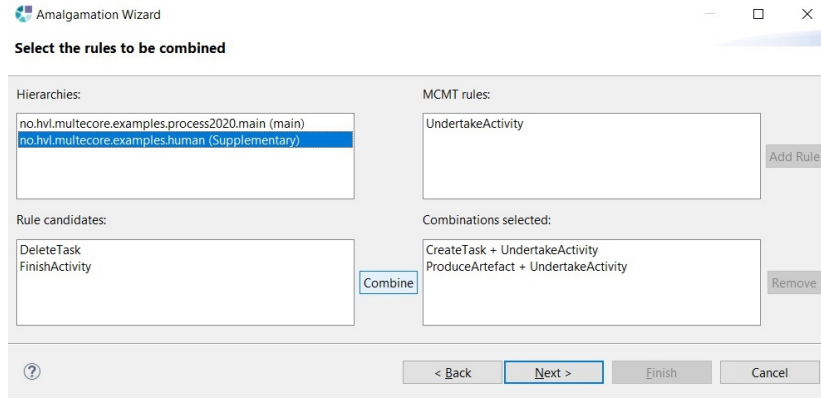 Amalgamation Wizard
Select the rules to be combined
Hierarchies:
no.hvl.multecore.examples.process2020.main (main)
no.hvl.multecore.examples.human (Supplementary)
MCMT rules:
UndertakeActivity
Add Rule
Rule candidates:
DeleteTask
FinishActivity
Combine
Combinations selected:
CreateTask + UndertakeActivity
ProduceArtefact + UndertakeActivity
Remove
?
< Back
Next >
Finish
Cancel